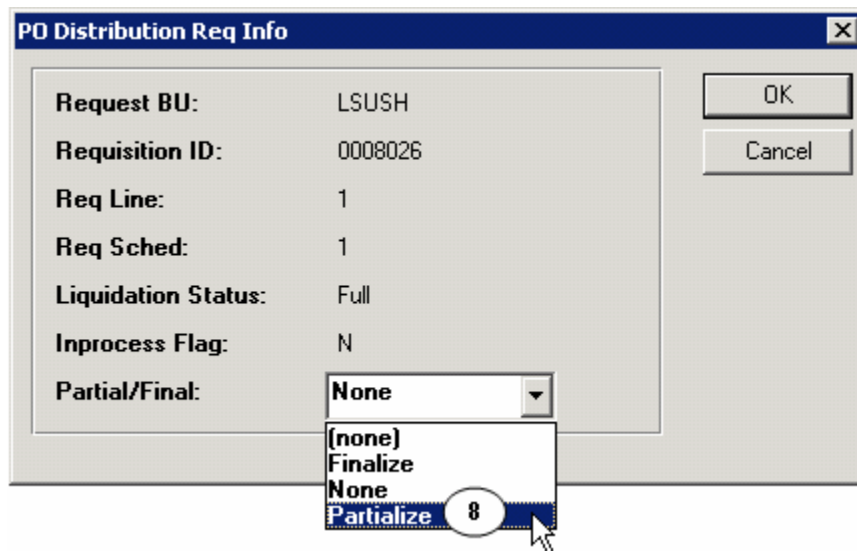 PO Distribution Req Info
Request BU: LSUSH
OK
Requisition ID: 0008026
Cancel
Req Line: 1
Req Sched: 1
Liquidation Status: Full
Inprocess Flag: N
Partial/Final: None
(none)
Finalize
None
Partialize 8